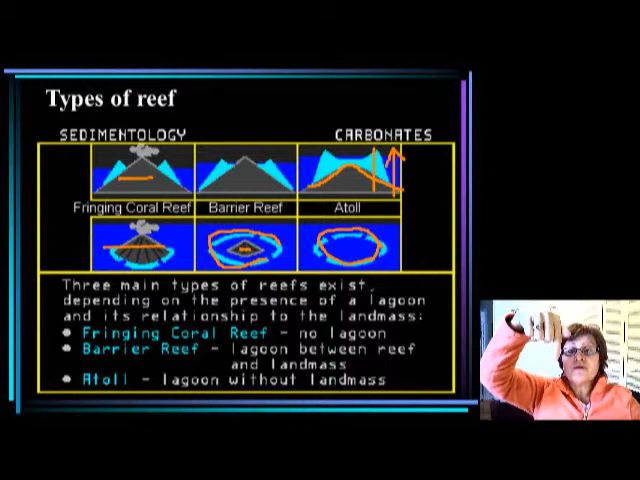 Types of reef
SEDIMENTOLOGY CARBONATES
Fringing Coral Reef Barrier Reef Atoll
Three main types of reefs exist,
depending on the presence of a lagoon
and its relationship to the landmass:
• Fringing Coral Reef - no lagoon
• Barrier Reef - lagoon between reef
and landmass
• Atoll - lagoon without landmass